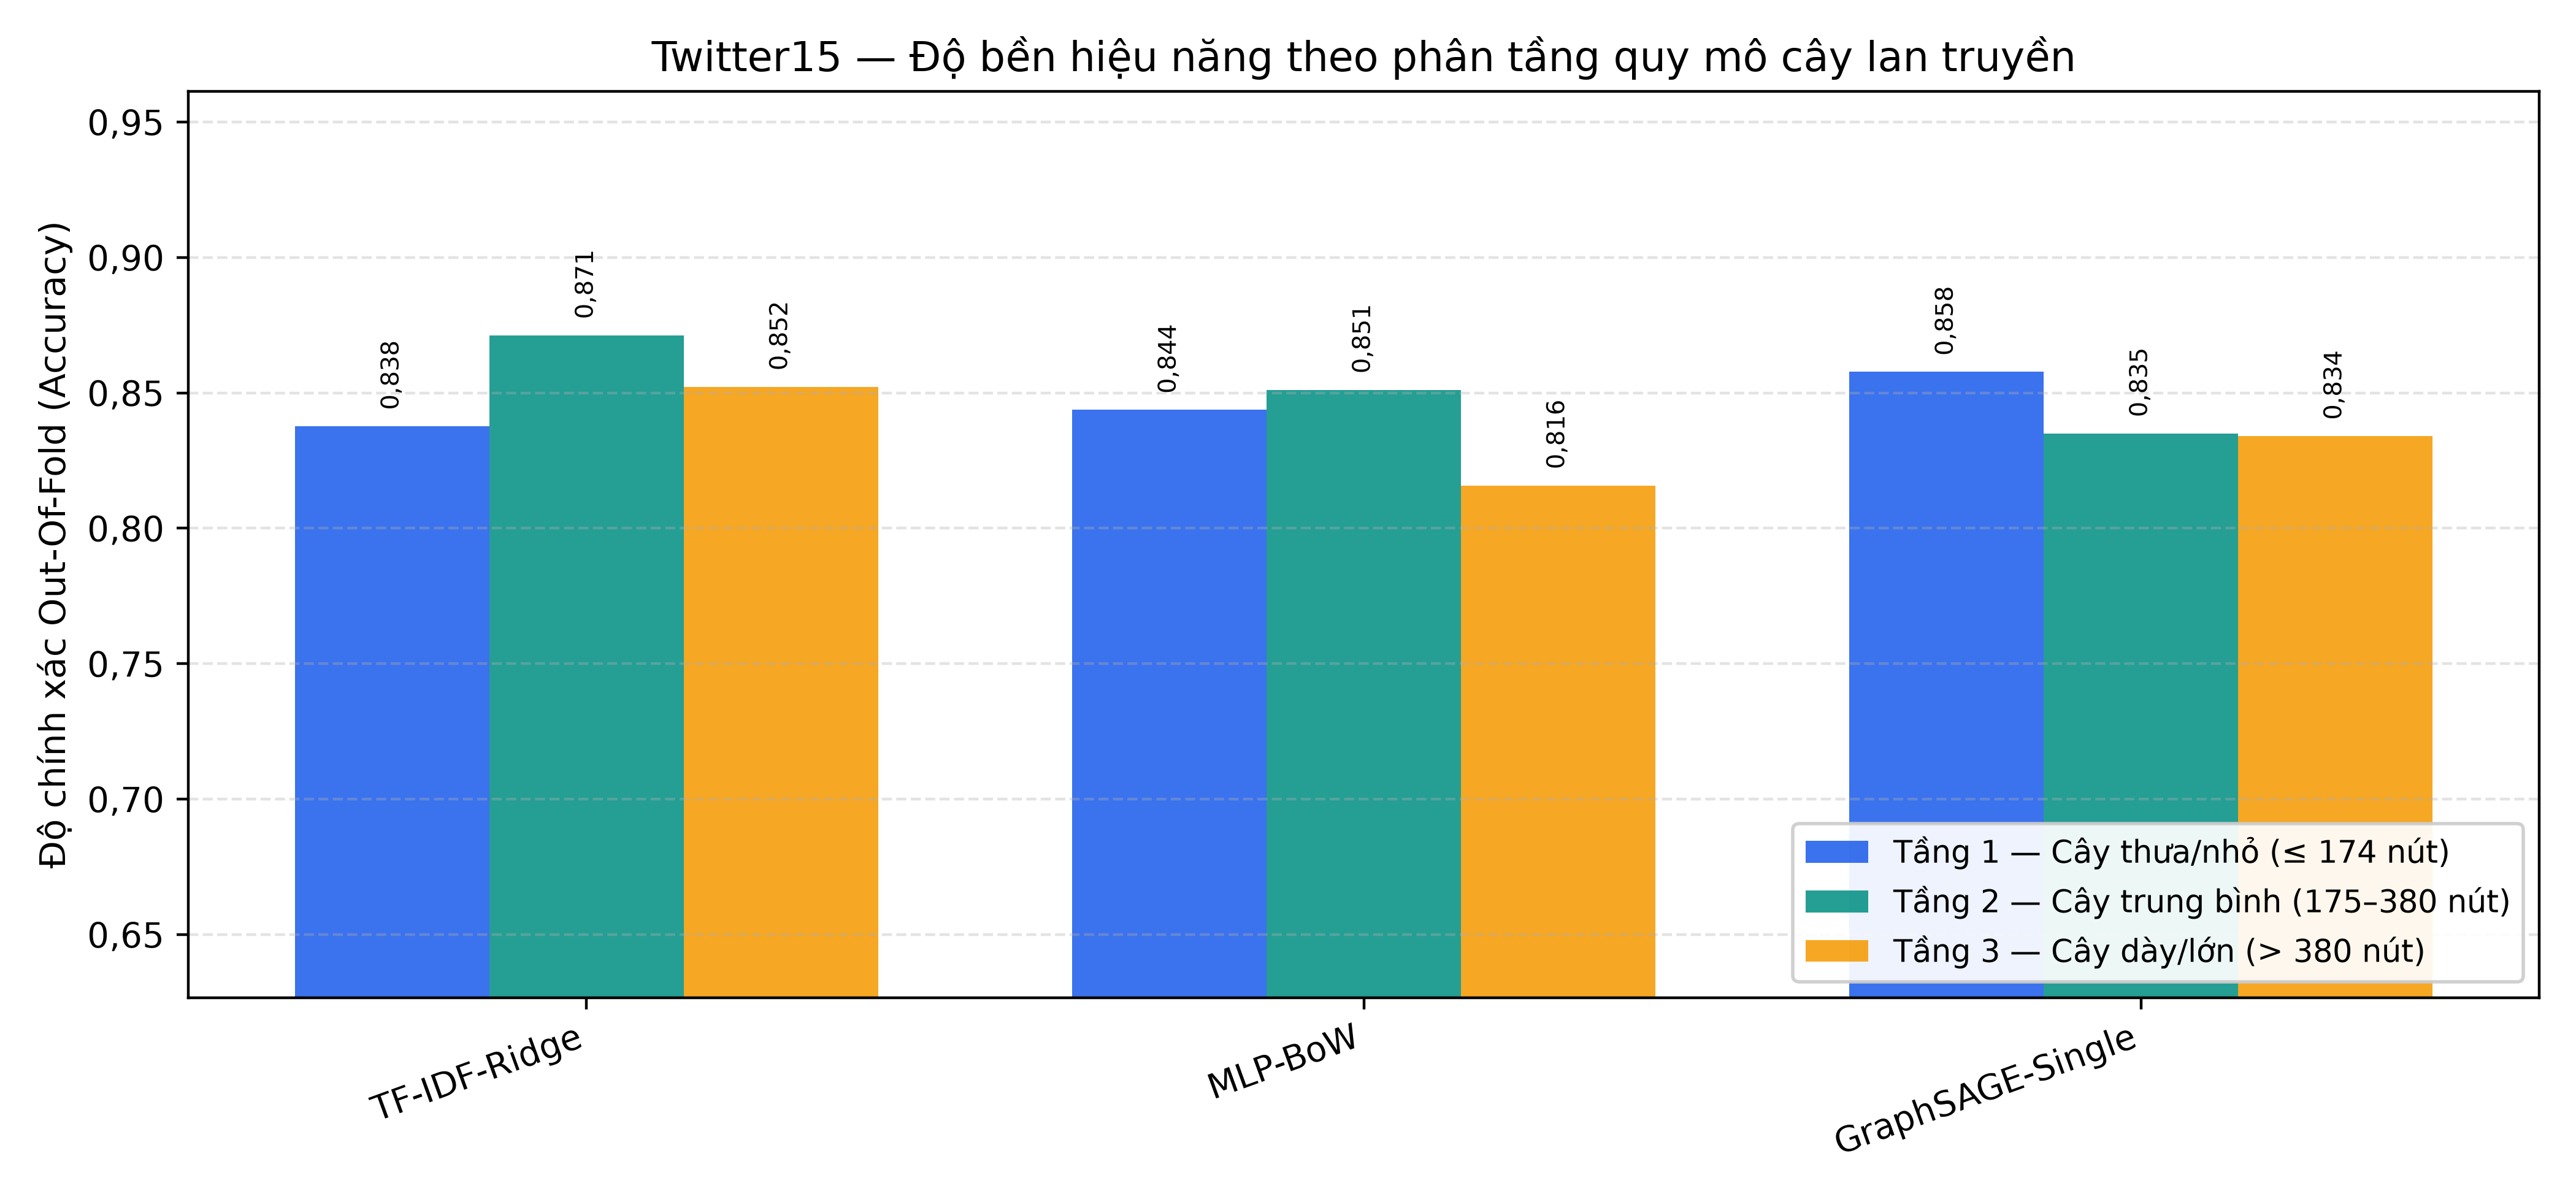 Twitter15 — Độ bền hiệu năng theo phân tầng quy mô cây lan truyền
Độ chính xác Out-Of-Fold (Accuracy)
0,95
0,90
0,85
0,80
0,75
0,70
0,65
0,838
0,871
0,852
0,844
0,851
0,816
0,858
0,835
0,834
Tầng 1 — Cây thưa/nhỏ (≤ 174 nút)
Tầng 2 — Cây trung bình (175–380 nút)
Tầng 3 — Cây dày/lớn (> 380 nút)
TF-IDF-Ridge
MLP-BoW
GraphSAGE-Single